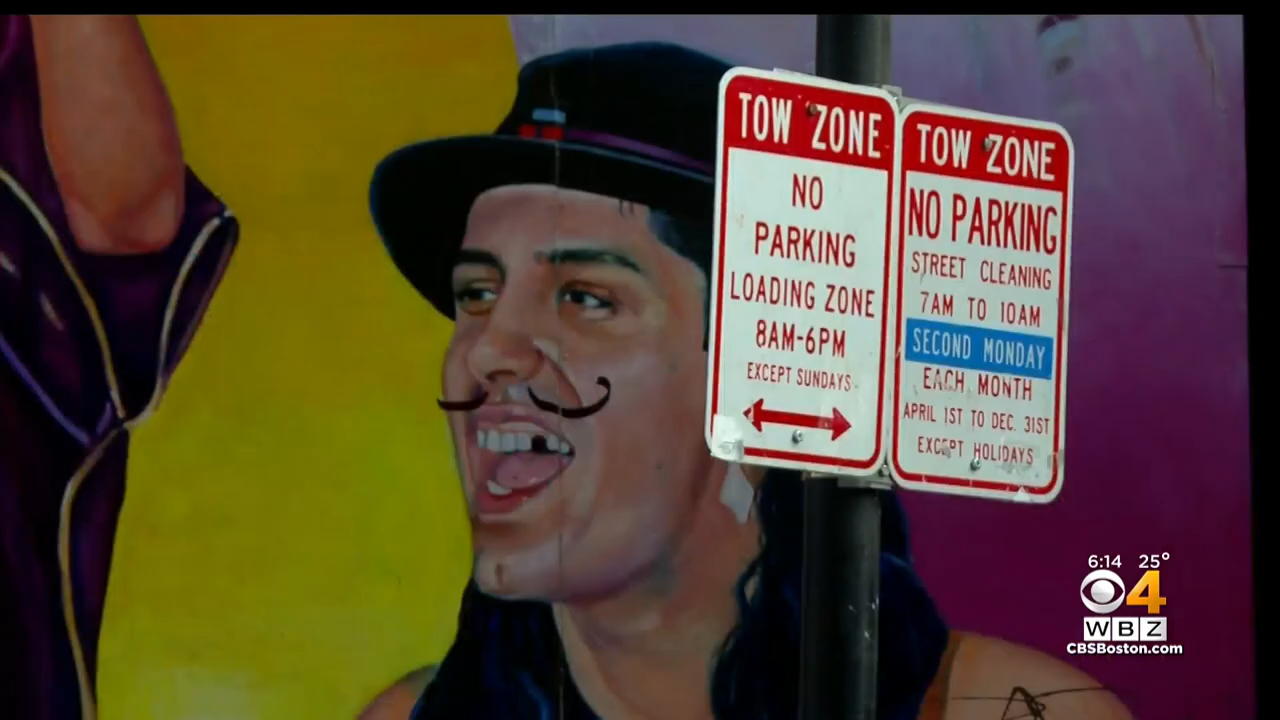 TOW ZONE
NO
PARKING
LOADING ZONE
8AM-6PM
EXCEPT SUNDAYS
TOW ZONE
NO PARKING
STREET CLEANING
7AM TO 10AM
SECOND MONDAY
EACH MONTH
APRIL 1ST TO DEC. 31ST
EXCEPT HOLIDAYS
6:14 25°
4
WBZ
CBSBoston.com